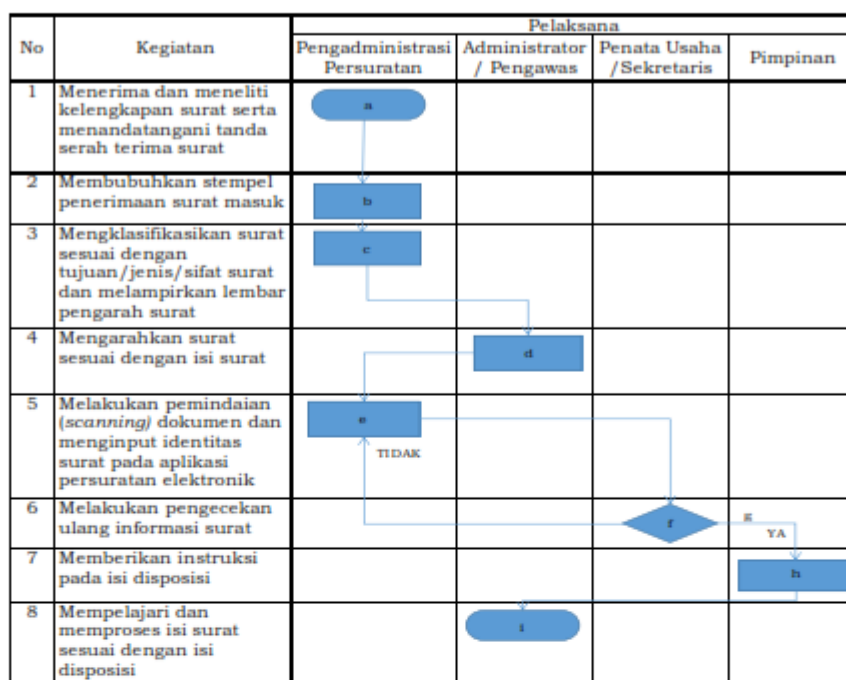 Pelaksana
No
Kegiatan
Pengadministrasi
Persuratan
Administrator
/ Pengawas
Penata Usaha
/Sekretaris
Pimpinan
1
Menerima dan meneliti
kelengkapan surat serta
menandatangani tanda
serah terima surat
a
2
Membubuhkan stempel
penerimaan surat masuk
b
3
Mengklasifikasikan surat
sesuai dengan
tujuan/jenis/sifat surat
dan melampirkan lembar
pengarah surat
c
4
Mengarahkan surat
sesuai dengan isi surat
d
5
Melakukan pemindaian
(scanning) dokumen dan
menginput identitas
surat pada aplikasi
persuratan elektronik
e
TIDAK
6
Melakukan pengecekan
ulang informasi surat
f
g
YA
7
Memberikan instruksi
pada isi disposisi
h
8
Mempelajari dan
memproses isi surat
sesuai dengan isi
disposisi
i